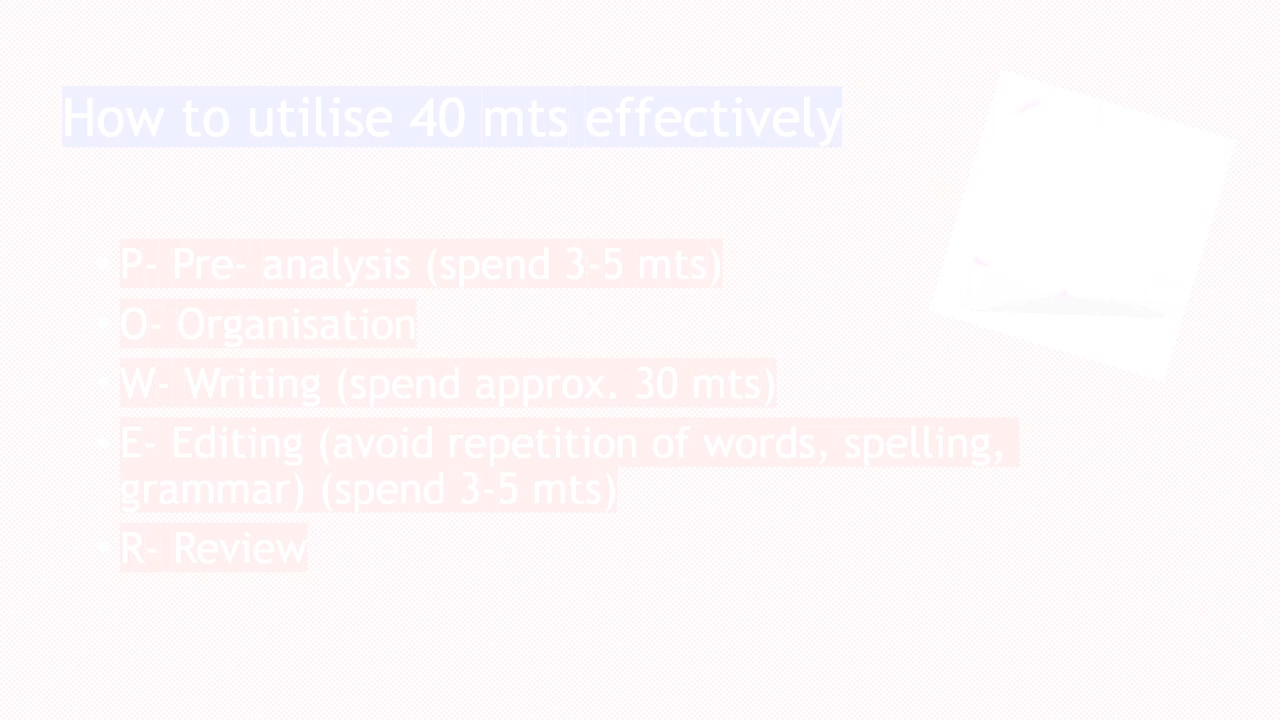 How to utilise 40 mts effectively
• P- Pre- analysis (spend 3-5 mts)
• O- Organisation
• W- Writing (spend approx. 30 mts)
• E- Editing (avoid repetition of words, spelling,
grammar) (spend 3-5 mts)
• R- Review